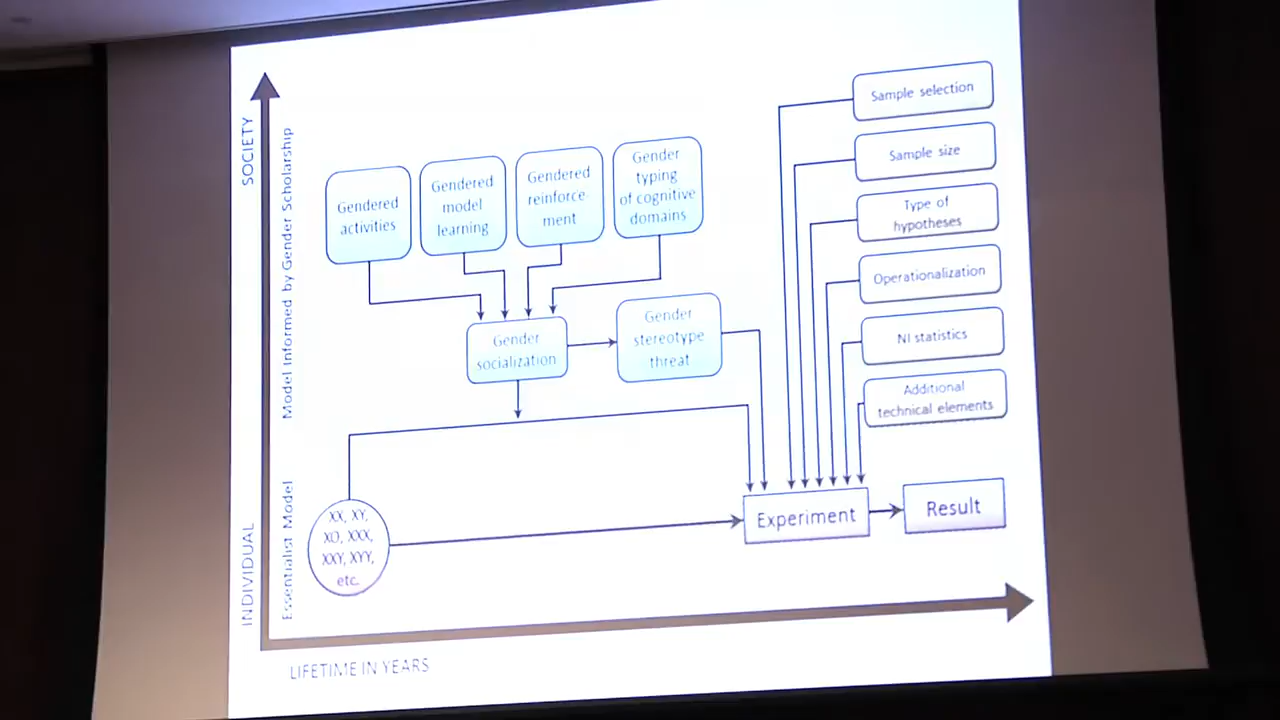 SOCIETY
Model Informed by Gender Scholarship
INDIVIDUAL
Essentialist Model
Gendered
activities
Gendered
model
learning
Gendered
reinforce
ment
Gender
typing
of cognitive
domains
Gender
socialization
Gender
stereotype
threat
Sample selection
Sample size
Type of
hypotheses
Operationalization
NI statistics
Additional
technical elements
XX, XY,
XO, XXX,
XXY, XYY,
etc.
Experiment
Result
LIFETIME IN YEARS